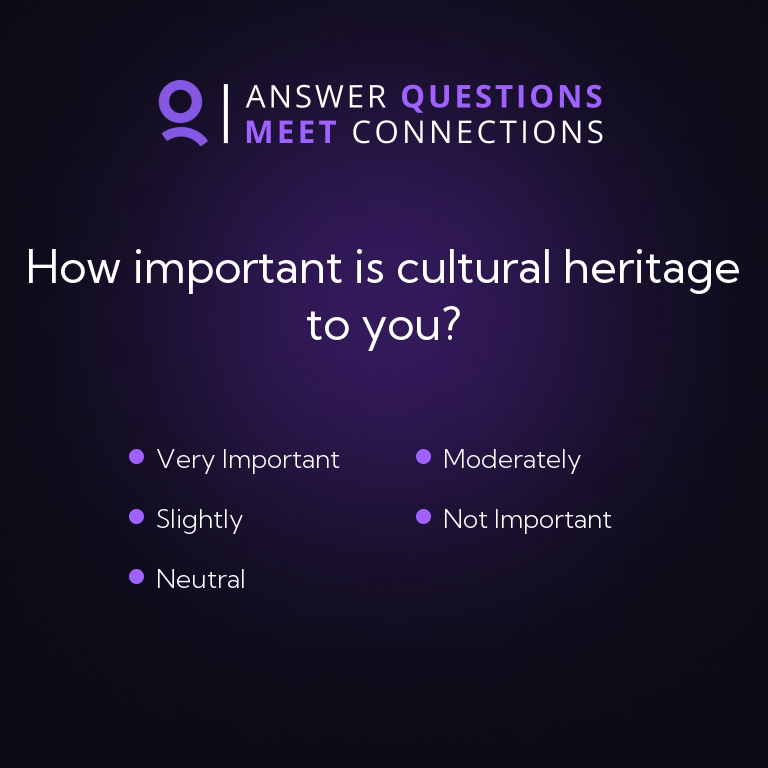 ANSWER QUESTIONS
MEET CONNECTIONS
How important is cultural heritage
to you?
Very Important
Moderately
Slightly
Not Important
Neutral